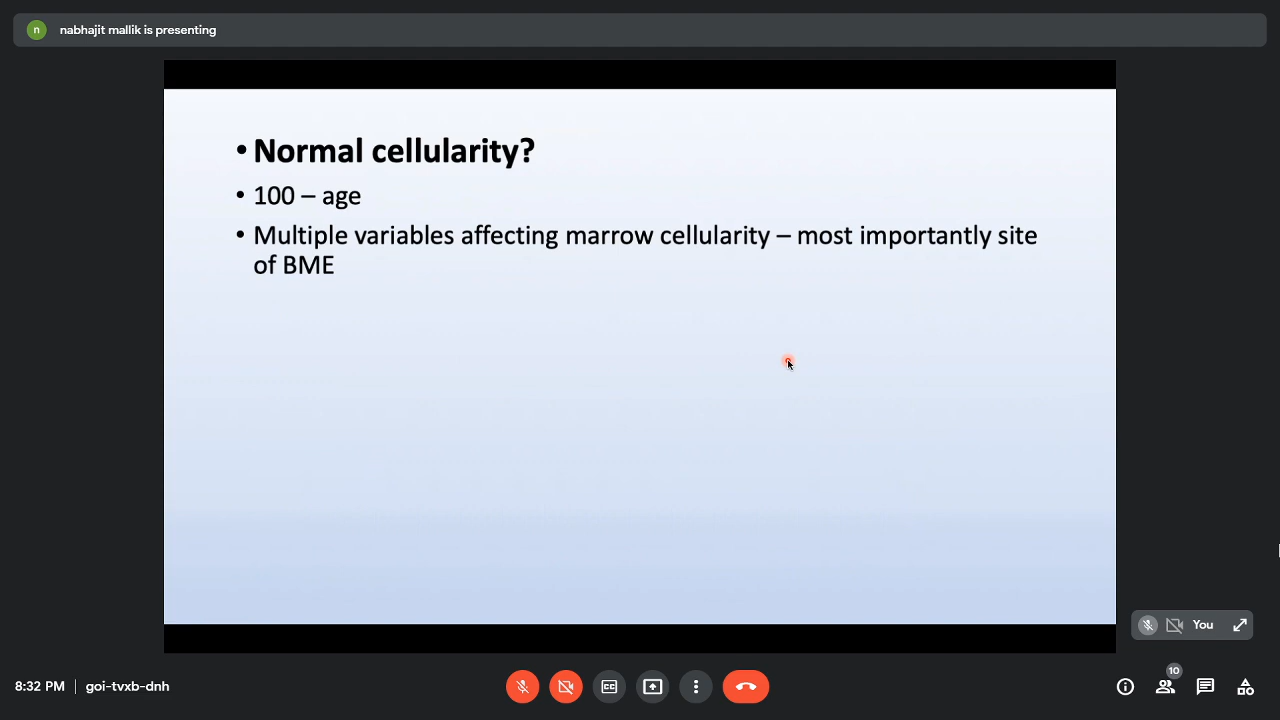 n
nabhajit mallik is presenting
• Normal cellularity?
• 100 – age
• Multiple variables affecting marrow cellularity – most importantly site
of BME
You
8:32 PM | goi-tvxb-dnh
CC
10